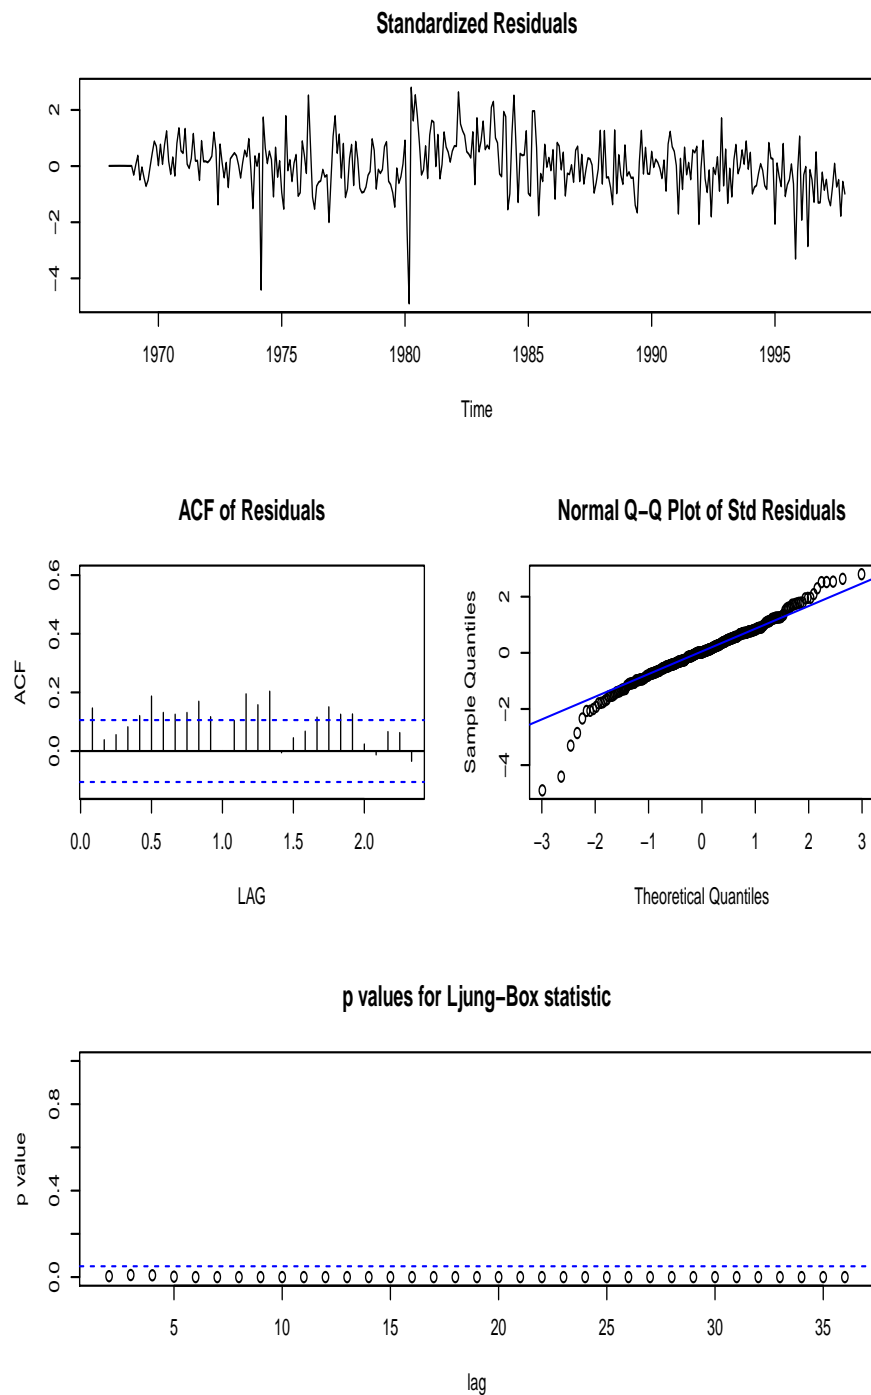 Standardized Residuals
2
0
−2
−4
1970 1975 1980 1985 1990 1995
Time
ACF of Residuals
0.6
0.4
0.2
0.0
ACF
0.0 0.5 1.0 1.5 2.0
LAG
Normal Q−Q Plot of Std Residuals
2
0
−2
−4
Sample Quantiles
−3 −2 −1 0 1 2 3
Theoretical Quantiles
p values for Ljung−Box statistic
0.8
0.4
0.0
p value
5 10 15 20 25 30 35
lag